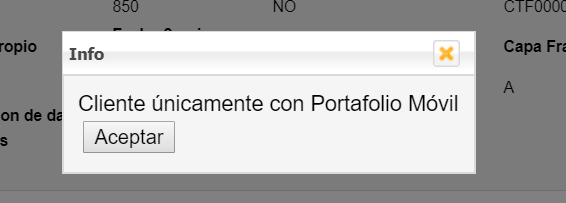 850 NO CTF0000
ropio Capa Fra
Info
A
Cliente únicamente con Portafolio Móvil
on de da
Aceptar
s